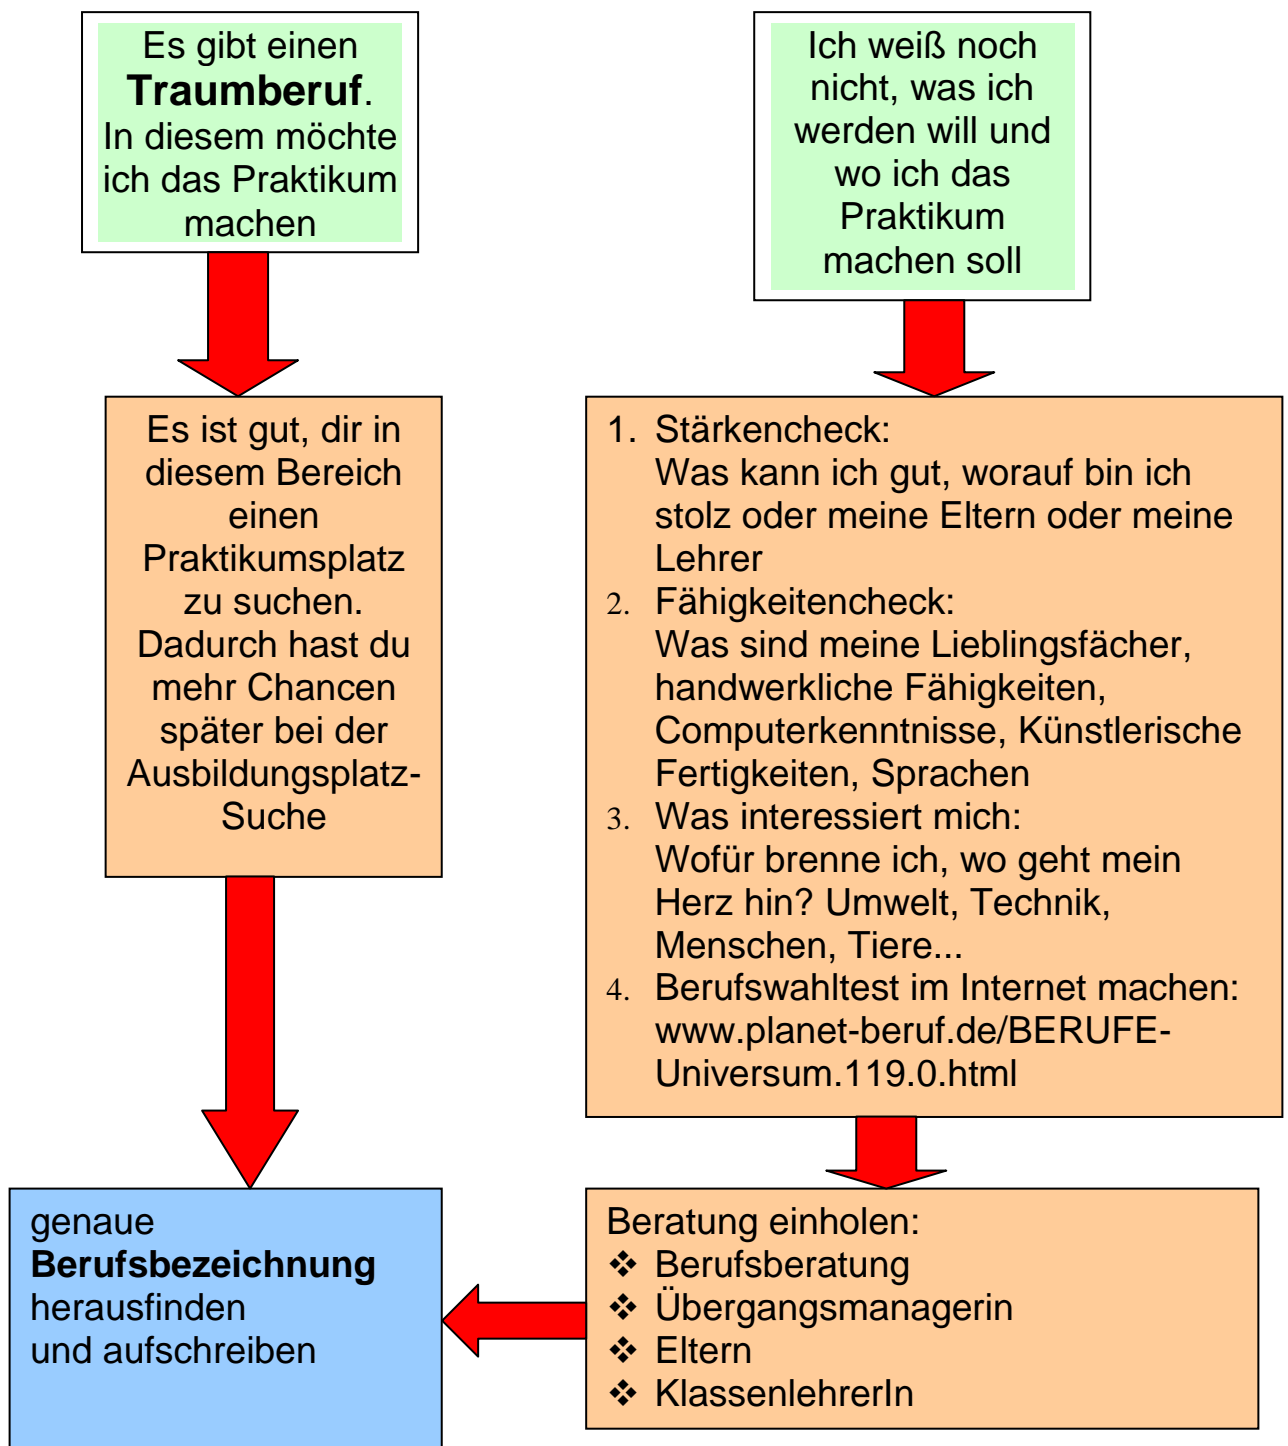 Es gibt einen
Traumberuf.
In diesem möchte
ich das Praktikum
machen
Ich weiß noch
nicht, was ich
werden will und
wo ich das
Praktikum
machen soll
Es ist gut, dir in
diesem Bereich
einen
Praktikumsplatz
zu suchen.
Dadurch hast du
mehr Chancen
später bei der
Ausbildungsplatz-
Suche
1. Stärkencheck:
Was kann ich gut, worauf bin ich
stolz oder meine Eltern oder meine
Lehrer
2. Fähigkeitencheck:
Was sind meine Lieblingsfächer,
handwerkliche Fähigkeiten,
Computerkenntnisse, Künstlerische
Fertigkeiten, Sprachen
3. Was interessiert mich:
Wofür brenne ich, wo geht mein
Herz hin? Umwelt, Technik,
Menschen, Tiere...
4. Berufswahltest im Internet machen:
www.planet-beruf.de/BERUFE-
Universum.119.0.html
genaue
Berufsbezeichnung
herausfinden
und aufschreiben
Beratung einholen:
❖ Berufsberatung
❖ Übergangsmanagerin
❖ Eltern
❖ KlassenlehrerIn